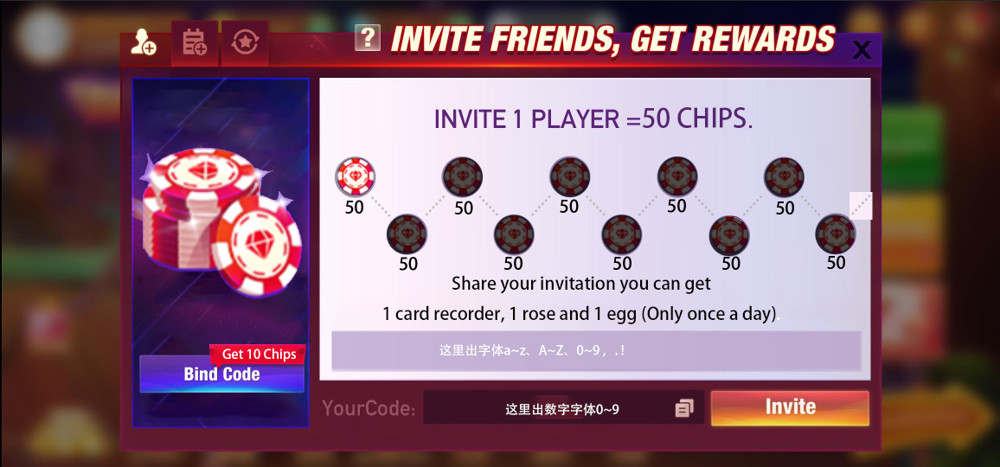 ? INVITE FRIENDS, GET REWARDS X
INVITE 1 PLAYER =50 CHIPS.
50 50 50 50 50
50 50 50 50 50
Share your invitation you can get
1 card recorder, 1 rose and 1 egg (Only once a day).
这里出字体a~z、A~Z、0~9，.！
Get 10 Chips
Bind Code
YourCode: 这里出数字字体0~9
Invite